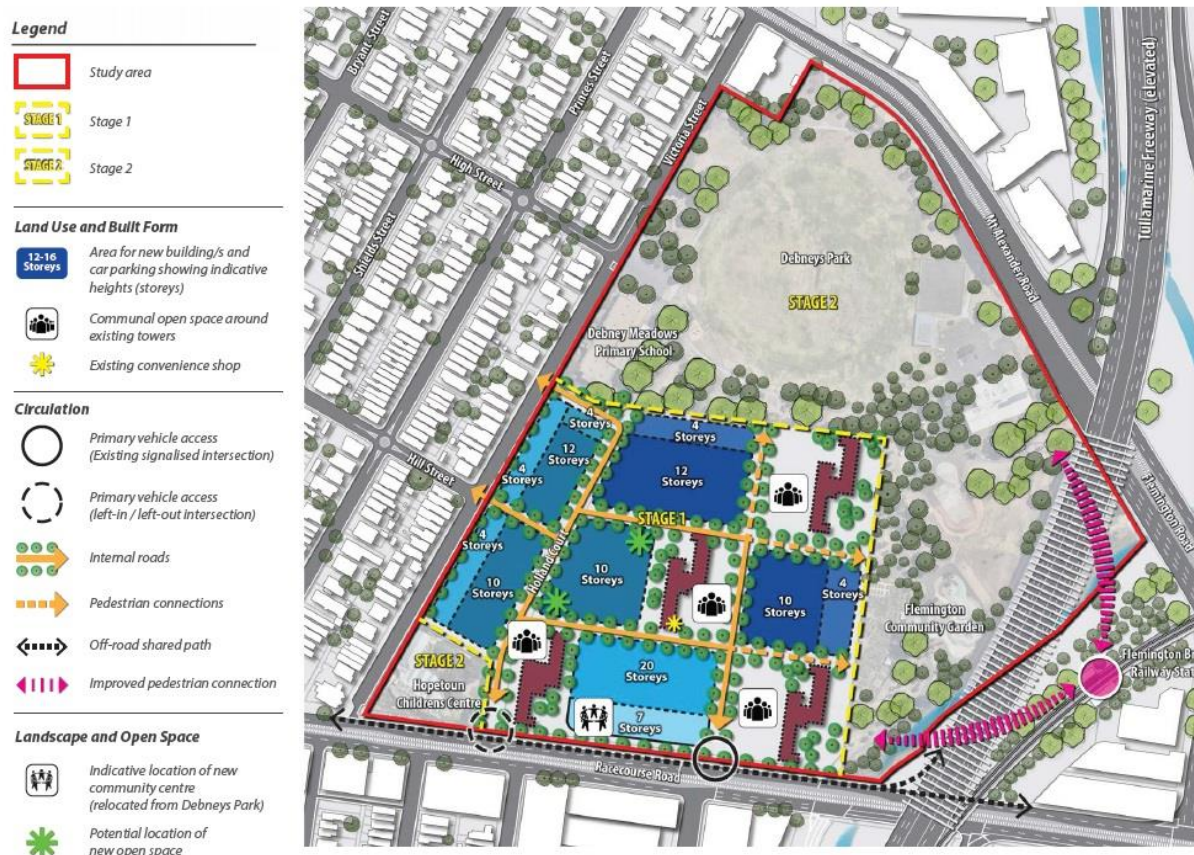 Legend
Study area
STAGE 1
Stage 1
STAGE 2
Stage 2
Land Use and Built Form
12-16
Storeys
Area for new building/s and
car parking showing indicative
heights (storeys)
Communal open space around
existing towers
Existing convenience shop
Circulation
Primary vehicle access
(Existing signalised intersection)
Primary vehicle access
(left-in / left-out intersection)
Internal roads
Pedestrian connections
Off-road shared path
Improved pedestrian connection
Landscape and Open Space
Indicative location of new
community centre
(relocated from Debneys Park)
Potential location of
new open space
Bryant Street
Princes Street
Victoria Street
High Street
Shields Street
Hill Street
Tullamarine Freeway (elevated)
Mt Alexander Road
Flemington Road
Debneys Park
STAGE 2
Debney Meadows
Primary School
4
Storeys
12
Storeys
4
Storeys
4
Storeys
12
Storeys
STAGE 1
4
Storeys
10
Storeys
Holland Court
10
Storeys
10
Storeys
4
Storeys
Flemington
Community Garden
STAGE 2
Hopetoun
Childrens Centre
20
Storeys
7
Storeys
Racecourse Road
Flemington B
Railway Stat